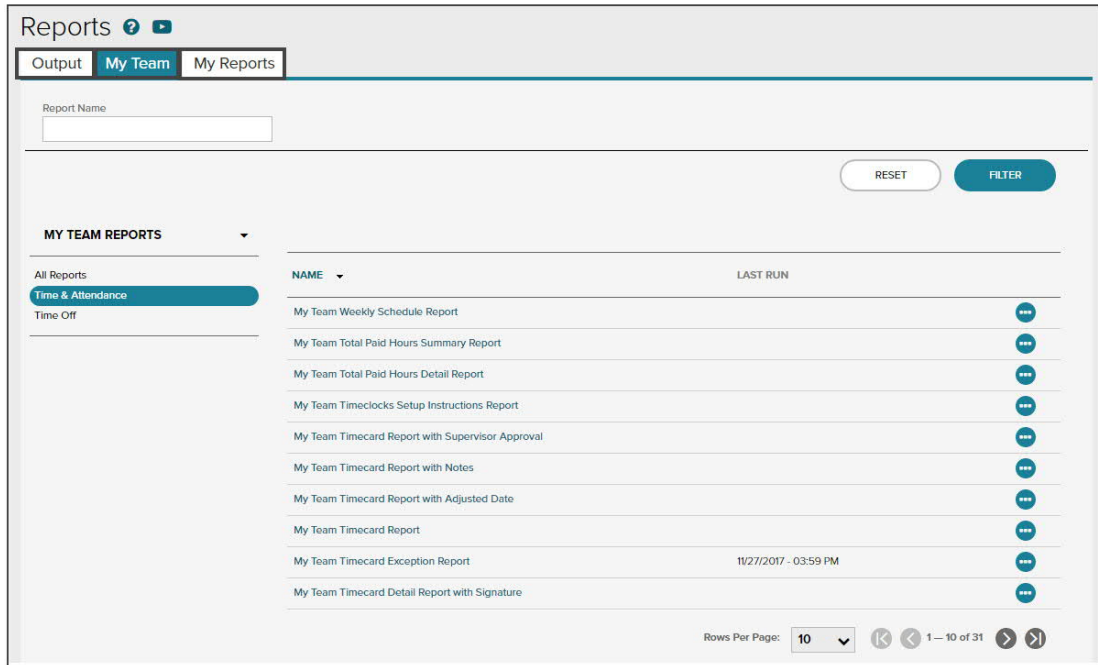 Reports ?
Output My Team My Reports
Report Name
RESET FILTER
MY TEAM REPORTS
All Reports
Time & Attendance
Time Off
NAME LAST RUN
My Team Weekly Schedule Report
My Team Total Paid Hours Summary Report
My Team Total Paid Hours Detail Report
My Team Timeclocks Setup Instructions Report
My Team Timecard Report with Supervisor Approval
My Team Timecard Report with Notes
My Team Timecard Report with Adjusted Date
My Team Timecard Report
My Team Timecard Exception Report 11/27/2017 - 03:59 PM
My Team Timecard Detail Report with Signature
Rows Per Page: 10 1 — 10 of 31